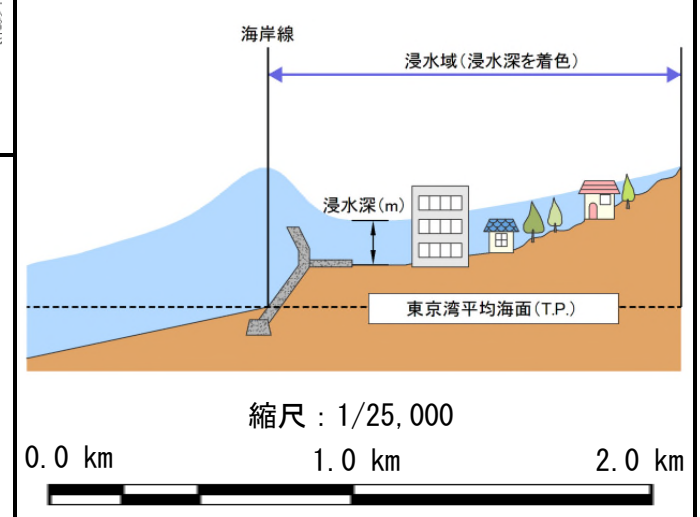 海岸線
浸水域(浸水深を着色)
浸水深(m)
東京湾平均海面(T.P.)
縮尺：1/25,000
0.0 km 1.0 km 2.0 km